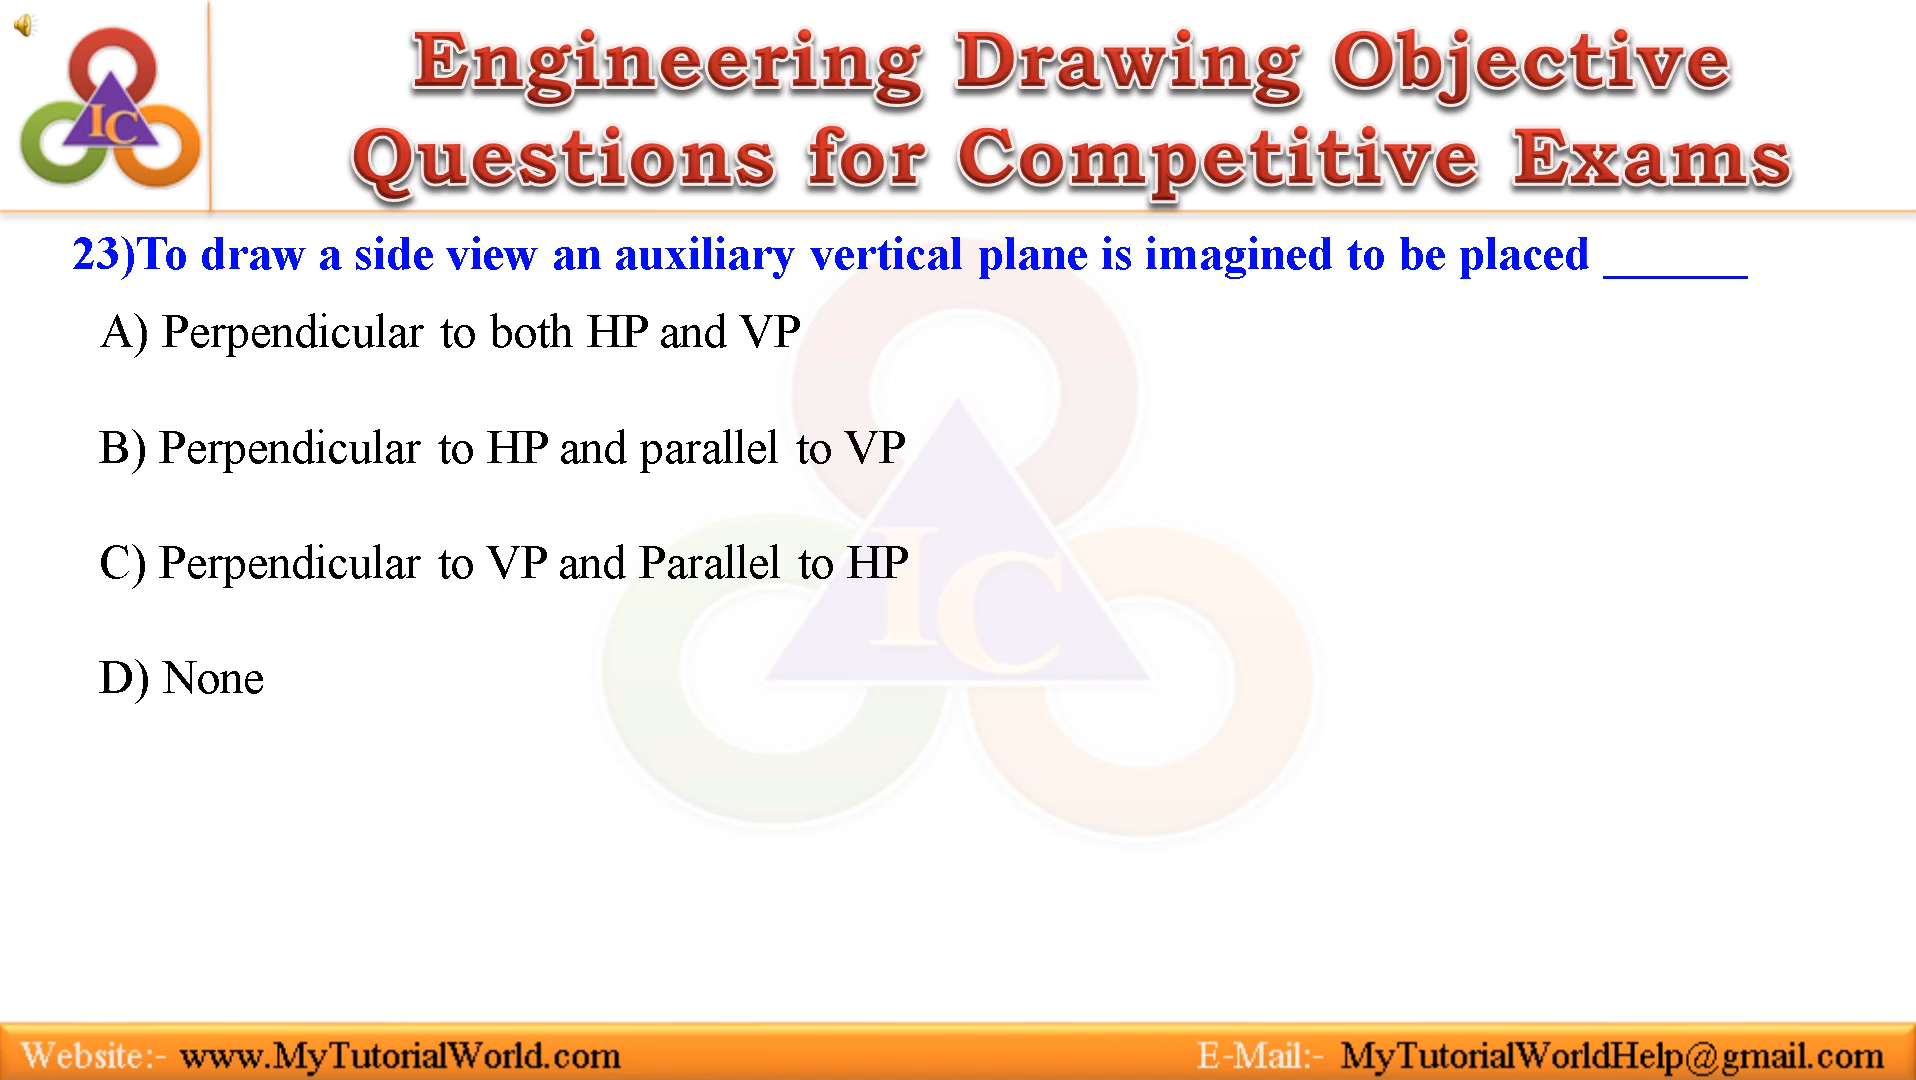 Engineering Drawing Objective
Questions for Competitive Exams
IC
23)To draw a side view an auxiliary vertical plane is imagined to be placed ______
A) Perpendicular to both HP and VP
B) Perpendicular to HP and parallel to VP
C) Perpendicular to VP and Parallel to HP
D) None
IC
Website:- www.MyTutorialWorld.com
E-Mail:- MyTutorialWorldHelp@gmail.com